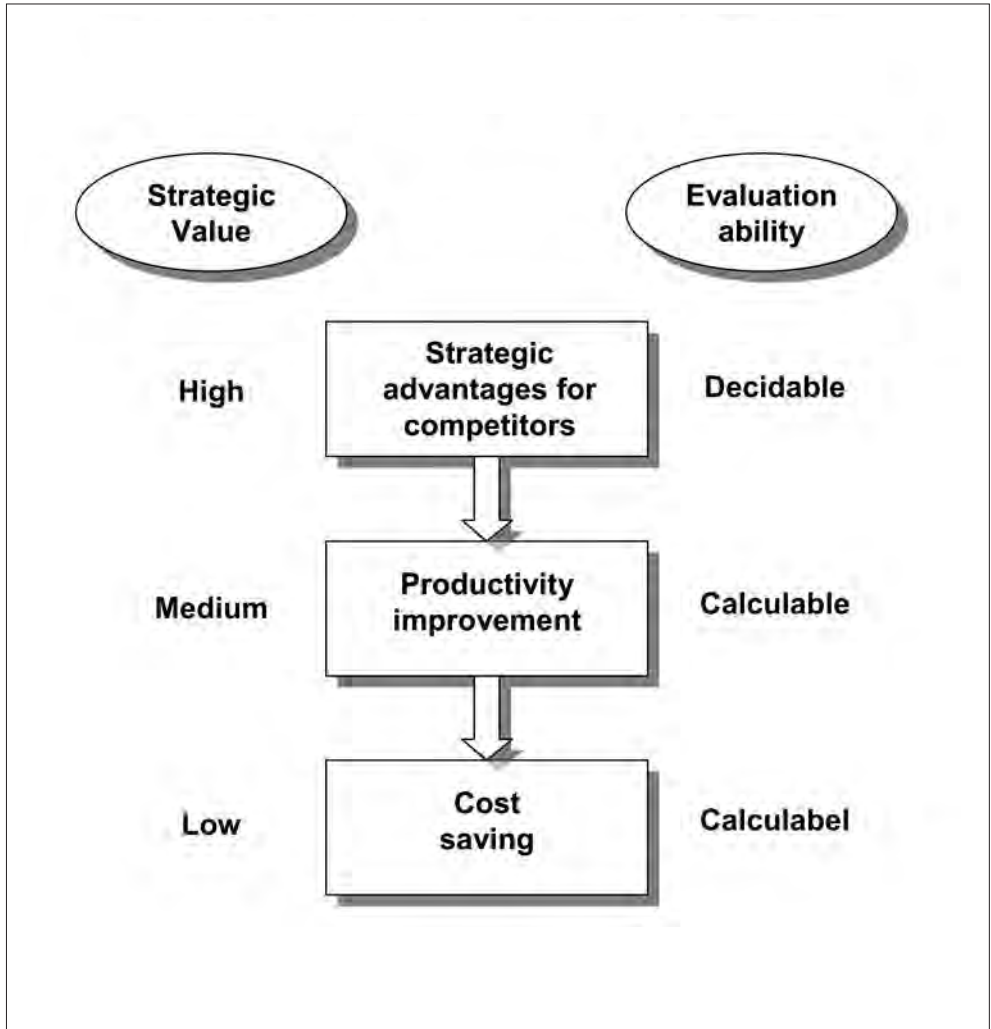 Strategic
Value
Evaluation
ability
High
Strategic
advantages for
competitors
Decidable
Medium
Productivity
improvement
Calculable
Low
Cost
saving
Calculabel